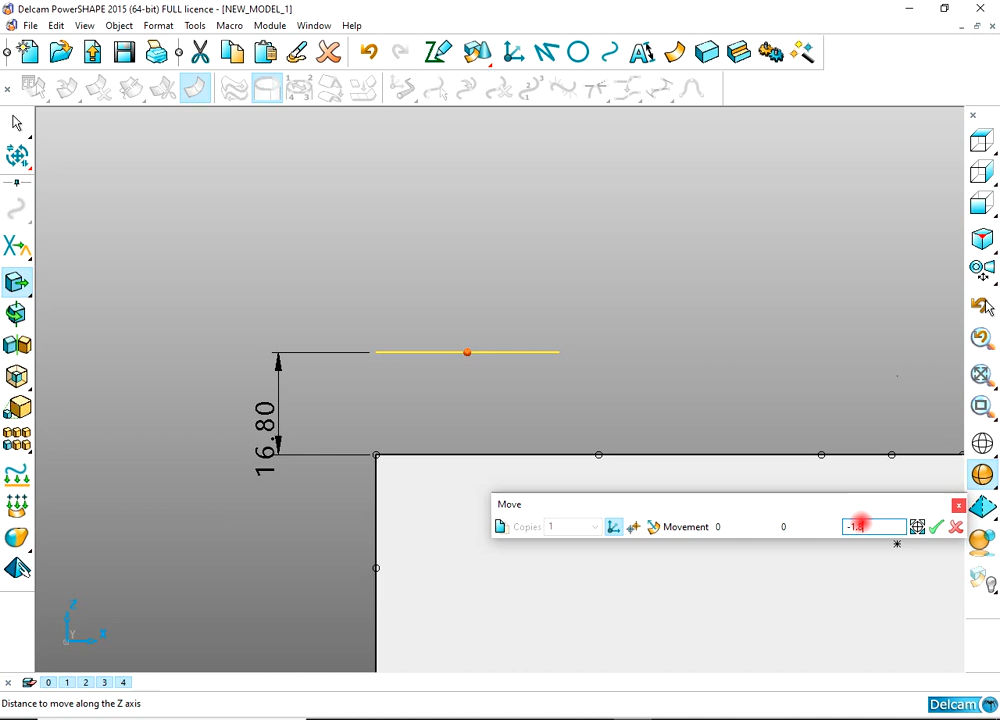 Delcam PowerSHAPE 2015 (64-bit) FULL licence - [NEW_MODEL_1]
File Edit View Object Format Tools Macro Module Window Help
16.80
Move
Copies 1 Movement 0 0 -1.8
Z
Y X
0 1 2 3 4
Distance to move along the Z axis
Delcam